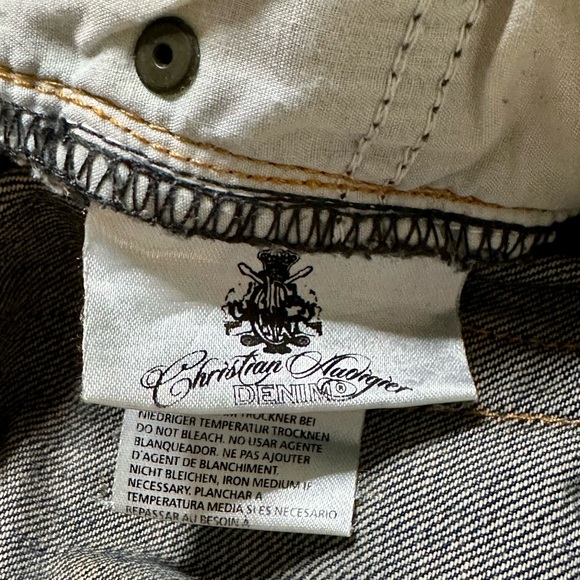 Christian Audigier
DENIM®
NIEDRIGER TEMPERATUR TROCKNEN
DO NOT BLEACH. NO USAR AGENTE
BLANQUEADOR. NE PAS AJOUTER
D'AGENT DE BLANCHIMENT.
NICHT BLEICHEN, IRON MEDIUM IF
NECESSARY. PLANCHAR A
TEMPERATURA MEDIA SI ES NECESARIO
REPASSAR AU BESOIN À